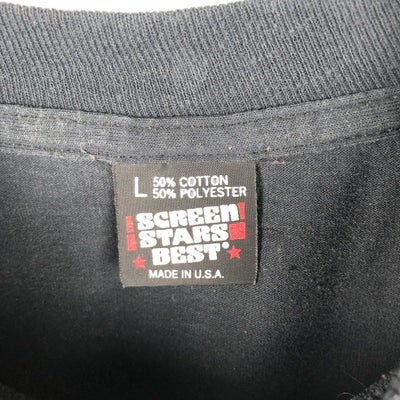 L 50% COTTON
50% POLYESTER
SCREEN
STARS
BEST®
MADE IN U.S.A.